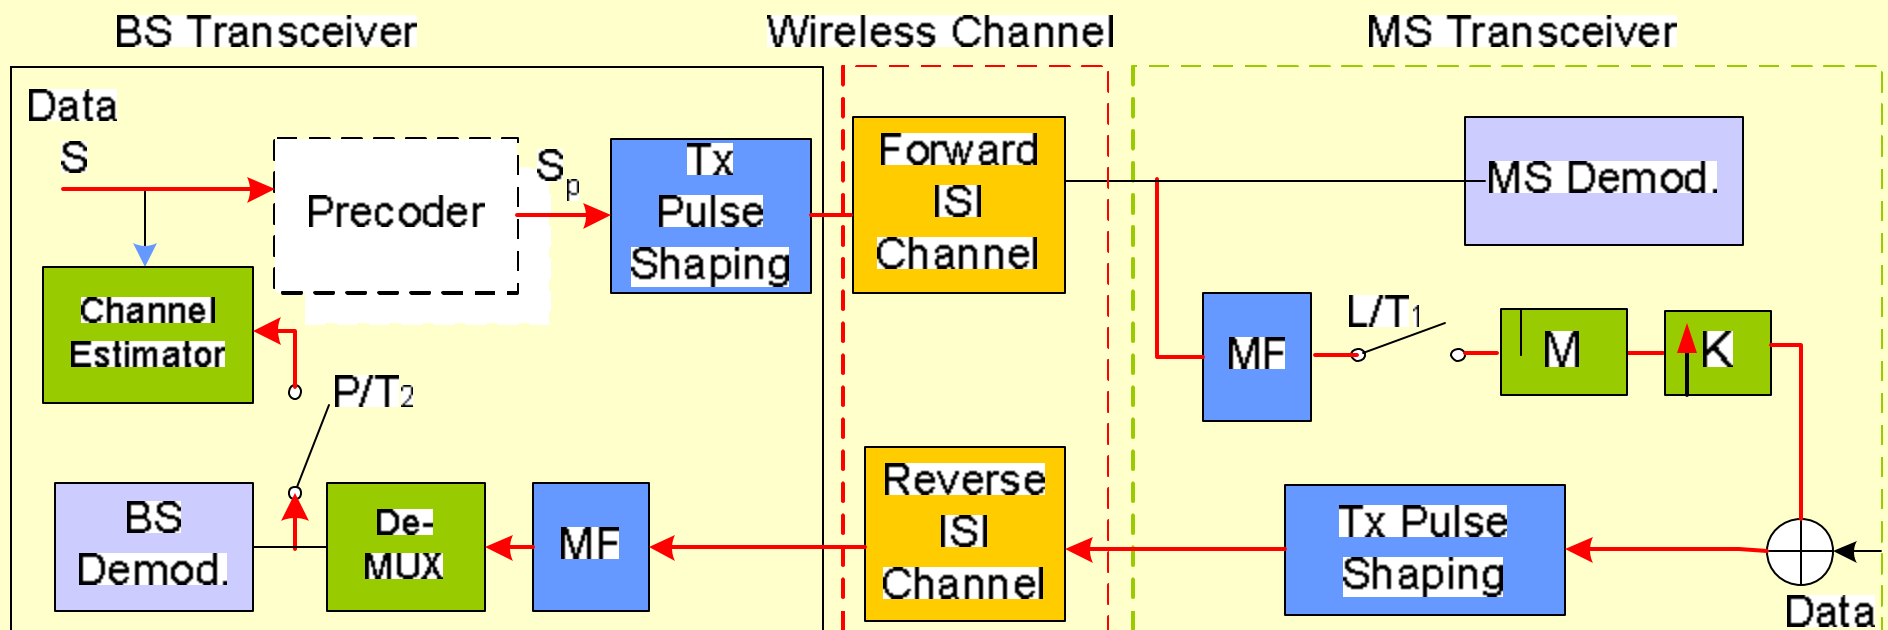 BS Transceiver
Wireless Channel
MS Transceiver
Data
S
Precoder
Sp
Tx
Pulse
Shaping
Forward
ISI
Channel
MS Demod.
Channel
Estimator
P/T2
MF
L/T1
M
K
BS
Demod.
De-
MUX
MF
Reverse
ISI
Channel
Tx Pulse
Shaping
Data